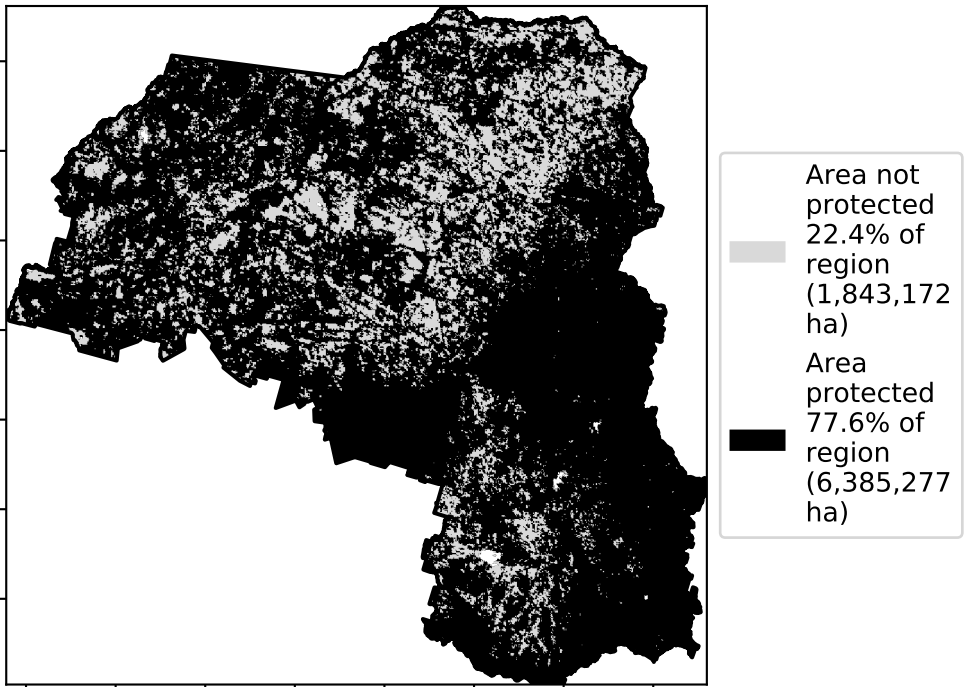 Area not
protected
22.4% of
region
(1,843,172
ha)
Area
protected
77.6% of
region
(6,385,277
ha)